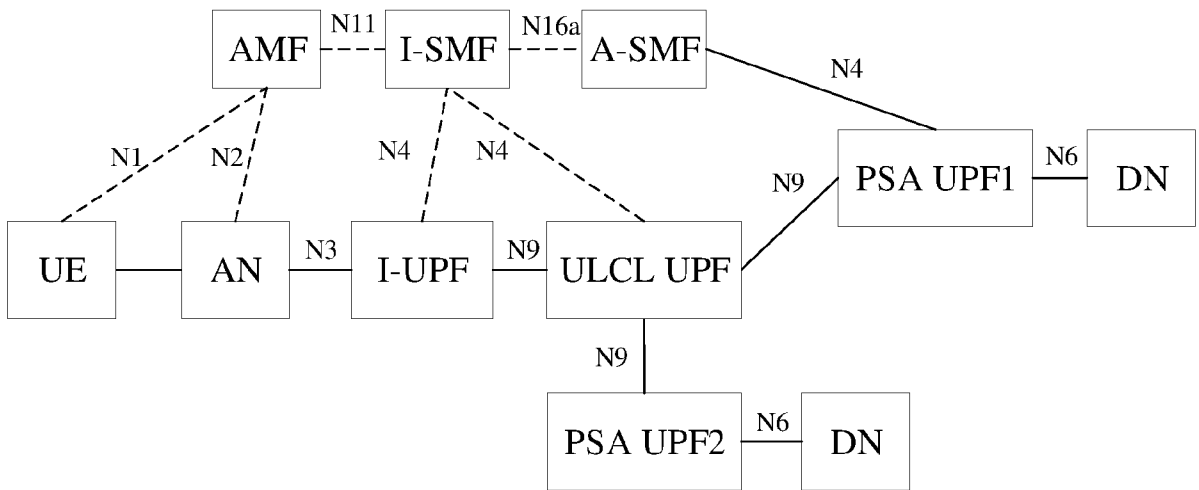 N11
N16a
AMF
I-SMF
A-SMF
N4
N1
N2
N4
N4
N9
PSA UPF1
N6
DN
UE
AN
N3
I-UPF
N9
ULCL UPF
N9
PSA UPF2
N6
DN